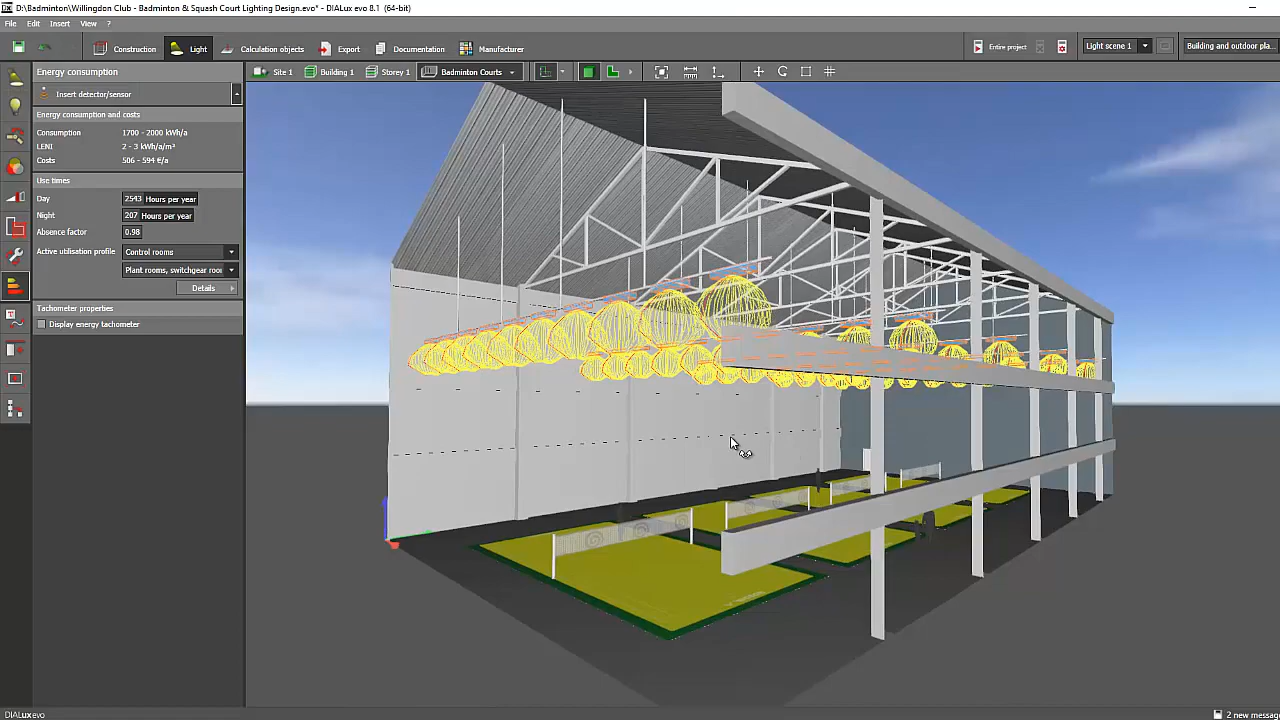 D:\Badminton\Willingdon Club - Badminton & Squash Court Lighting Design.evo* - DIALux evo 8.1 (64-bit)
File Edit Insert View ?
Construction Light Calculation objects Export Documentation Manufacturer Entire project Light scene 1 Building and outdoor pla...
Energy consumption
Site 1 Building 1 Storey 1 Badminton Courts
Insert detector/sensor
Energy consumption and costs
Consumption 1700 - 2000 kWh/a
LENI 2 - 3 kWh/a/m²
Costs 506 - 594 €/a
Use times
Day 2543 Hours per year
Night 207 Hours per year
Absence factor 0.98
Active utilisation profile Control rooms
Plant rooms, switchgear roo
Details
Tachometer properties
Display energy tachometer
DIALux evo
2 new messag